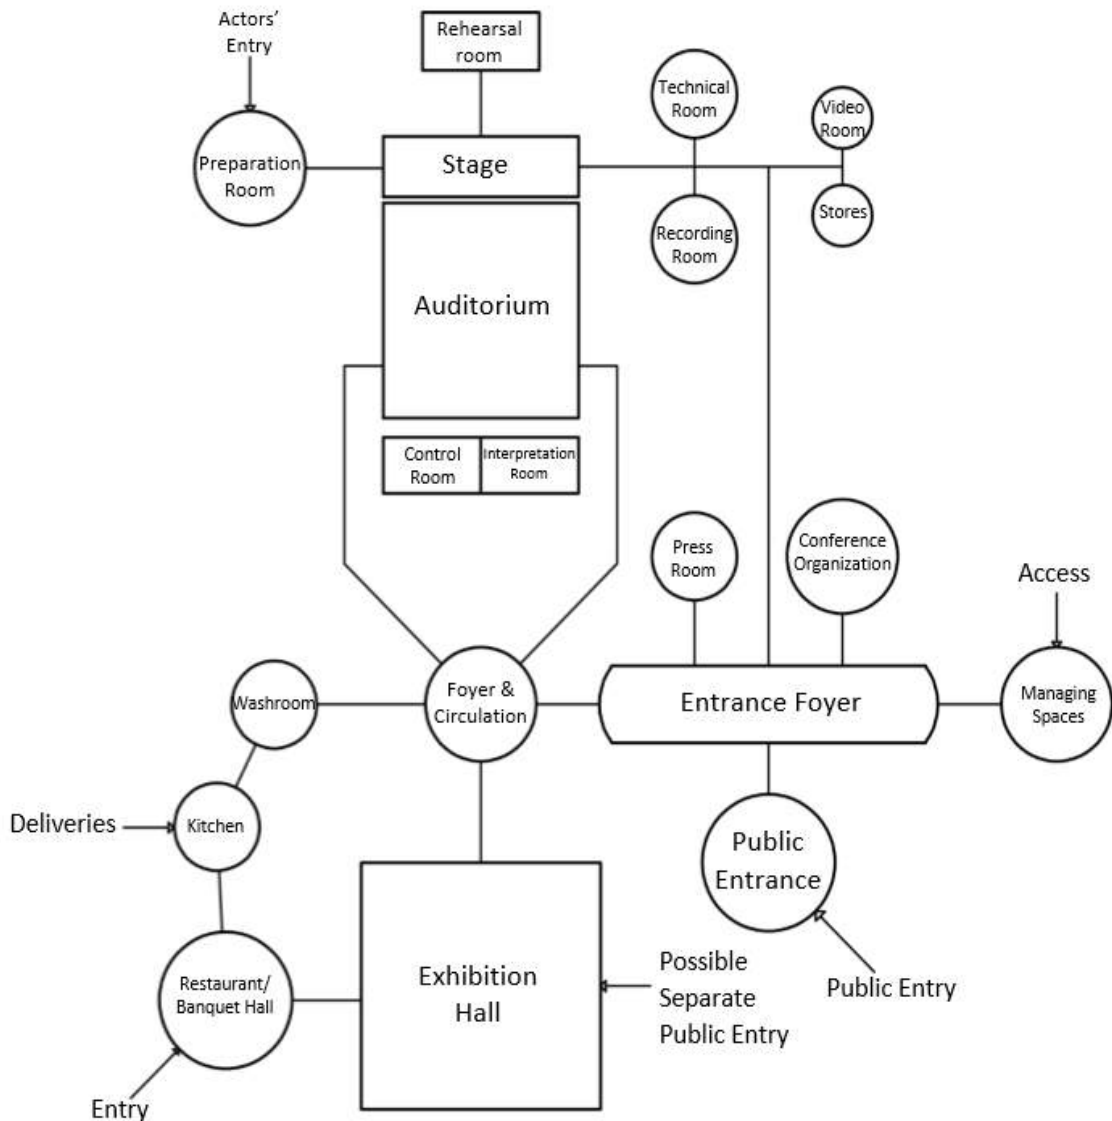 Actors’
Entry
Rehearsal
room
Technical
Room
Video
Room
Preparation
Room
Stage
Stores
Recording
Room
Auditorium
Control
Room
Interpretation
Room
Press
Room
Conference
Organization
Access
Washroom
Foyer &
Circulation
Entrance Foyer
Managing
Spaces
Deliveries
Kitchen
Public
Entrance
Restaurant/
Banquet Hall
Exhibition
Hall
Possible
Separate
Public Entry
Public Entry
Entry